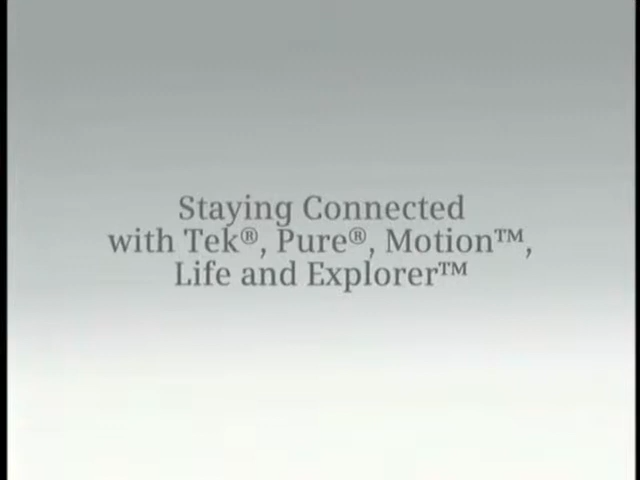 Staying Connected
with Tek®, Pure®, Motion™,
Life and Explorer™